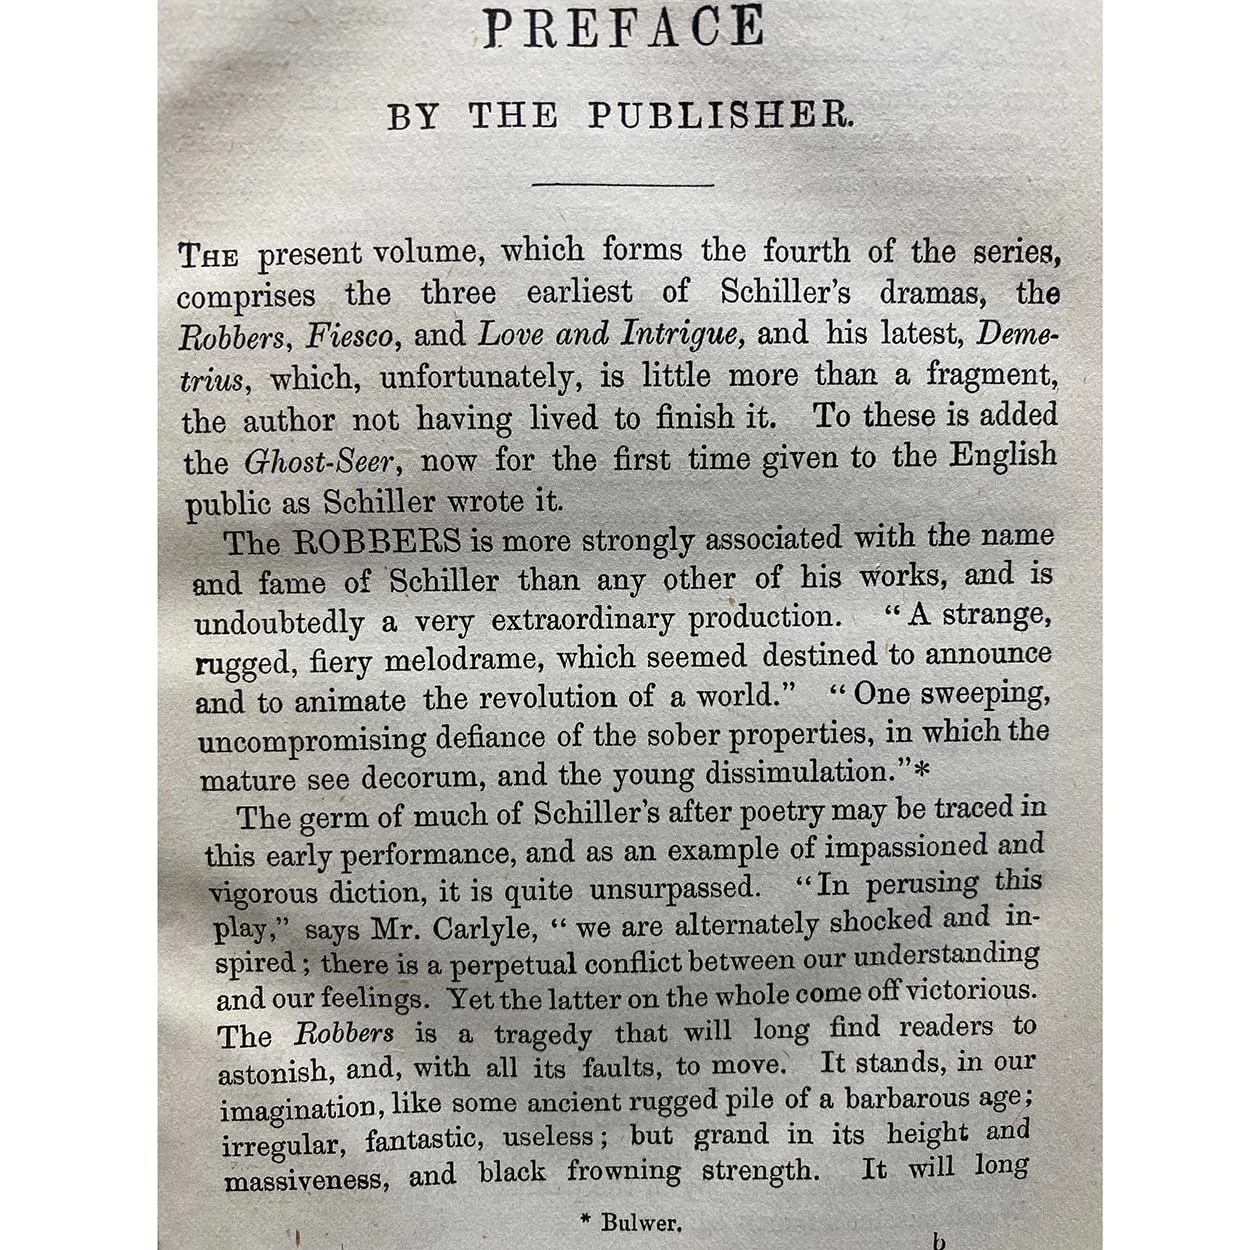 PREFACE
BY THE PUBLISHER.
THE present volume, which forms the fourth of the series,
comprises the three earliest of Schiller's dramas, the
Robbers, Fiesco, and Love and Intrigue, and his latest, Deme-
trius, which, unfortunately, is little more than a fragment,
the author not having lived to finish it. To these is added
the Ghost-Seer, now for the first time given to the English
public as Schiller wrote it.
The ROBBERS is more strongly associated with the name
and fame of Schiller than any other of his works, and is
undoubtedly a very extraordinary production. "A strange,
rugged, fiery melodrame, which seemed destined to announce
and to animate the revolution of a world." "One sweeping,
uncompromising defiance of the sober properties, in which the
mature see decorum, and the young dissimulation."*
The germ of much of Schiller's after poetry may be traced in
this early performance, and as an example of impassioned and
vigorous diction, it is quite unsurpassed. "In perusing this
play," says Mr. Carlyle, "we are alternately shocked and in-
spired; there is a perpetual conflict between our understanding
and our feelings. Yet the latter on the whole come off victorious.
The Robbers is a tragedy that will long find readers to
astonish, and, with all its faults, to move. It stands, in our
imagination, like some ancient rugged pile of a barbarous age;
irregular, fantastic, useless; but grand in its height and
massiveness, and black frowning strength. It will long
* Bulwer.
b